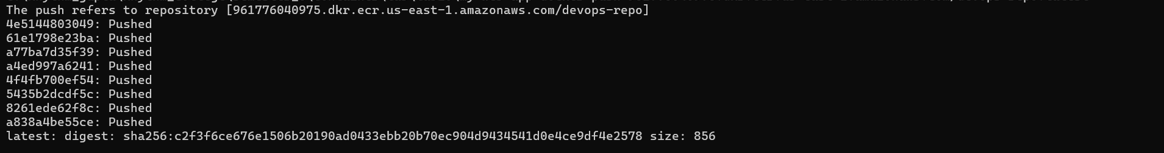 The push refers to repository [961776040975.dkr.ecr.us-east-1.amazonaws.com/devops-repo]
4e5144803049: Pushed
61e1798e23ba: Pushed
a77ba7d35f39: Pushed
a4ed997a6241: Pushed
4f4fb700ef54: Pushed
5435b2dcdf5c: Pushed
8261ede62f8c: Pushed
a838a4be55ce: Pushed
latest: digest: sha256:c2f3f6ce676e1506b20190ad0433ebb20b70ec904d9434541d0e4ce9df4e2578 size: 856